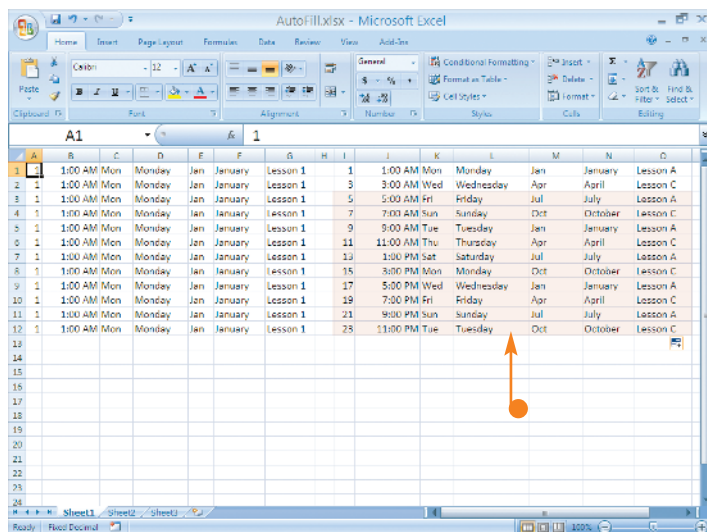 AutoFill.xlsx - Microsoft Excel
Home Insert Page Layout Formulas Data Review View Add-Ins
Calibri 12 General Conditional Formatting Insert
Paste Format as Table Delete Sort & Find &
Cell Styles Format Filter Select
Clipboard Font Alignment Number Styles Cells Editing
A1 fx 1
A B C D E F G H I J K L M N O
1 1 1:00 AM Mon Monday Jan January Lesson 1 1 1:00 AM Mon Monday Jan January Lesson A
2 1 1:00 AM Mon Monday Jan January Lesson 1 3 3:00 AM Wed Wednesday Apr April Lesson C
3 1 1:00 AM Mon Monday Jan January Lesson 1 5 5:00 AM Fri Friday Jul July Lesson A
4 1 1:00 AM Mon Monday Jan January Lesson 1 7 7:00 AM Sun Sunday Oct October Lesson C
5 1 1:00 AM Mon Monday Jan January Lesson 1 9 9:00 AM Tue Tuesday Jan January Lesson A
6 1 1:00 AM Mon Monday Jan January Lesson 1 11 11:00 AM Thu Thursday Apr April Lesson C
7 1 1:00 AM Mon Monday Jan January Lesson 1 13 1:00 PM Sat Saturday Jul July Lesson A
8 1 1:00 AM Mon Monday Jan January Lesson 1 15 3:00 PM Mon Monday Oct October Lesson C
9 1 1:00 AM Mon Monday Jan January Lesson 1 17 5:00 PM Wed Wednesday Jan January Lesson A
10 1 1:00 AM Mon Monday Jan January Lesson 1 19 7:00 PM Fri Friday Apr April Lesson C
11 1 1:00 AM Mon Monday Jan January Lesson 1 21 9:00 PM Sun Sunday Jul July Lesson A
12 1 1:00 AM Mon Monday Jan January Lesson 1 23 11:00 PM Tue Tuesday Oct October Lesson C
13
14
15
16
17
18
19
20
21
22
23
24
Sheet1 Sheet2 Sheet3
Ready Fixed Decimal 100%